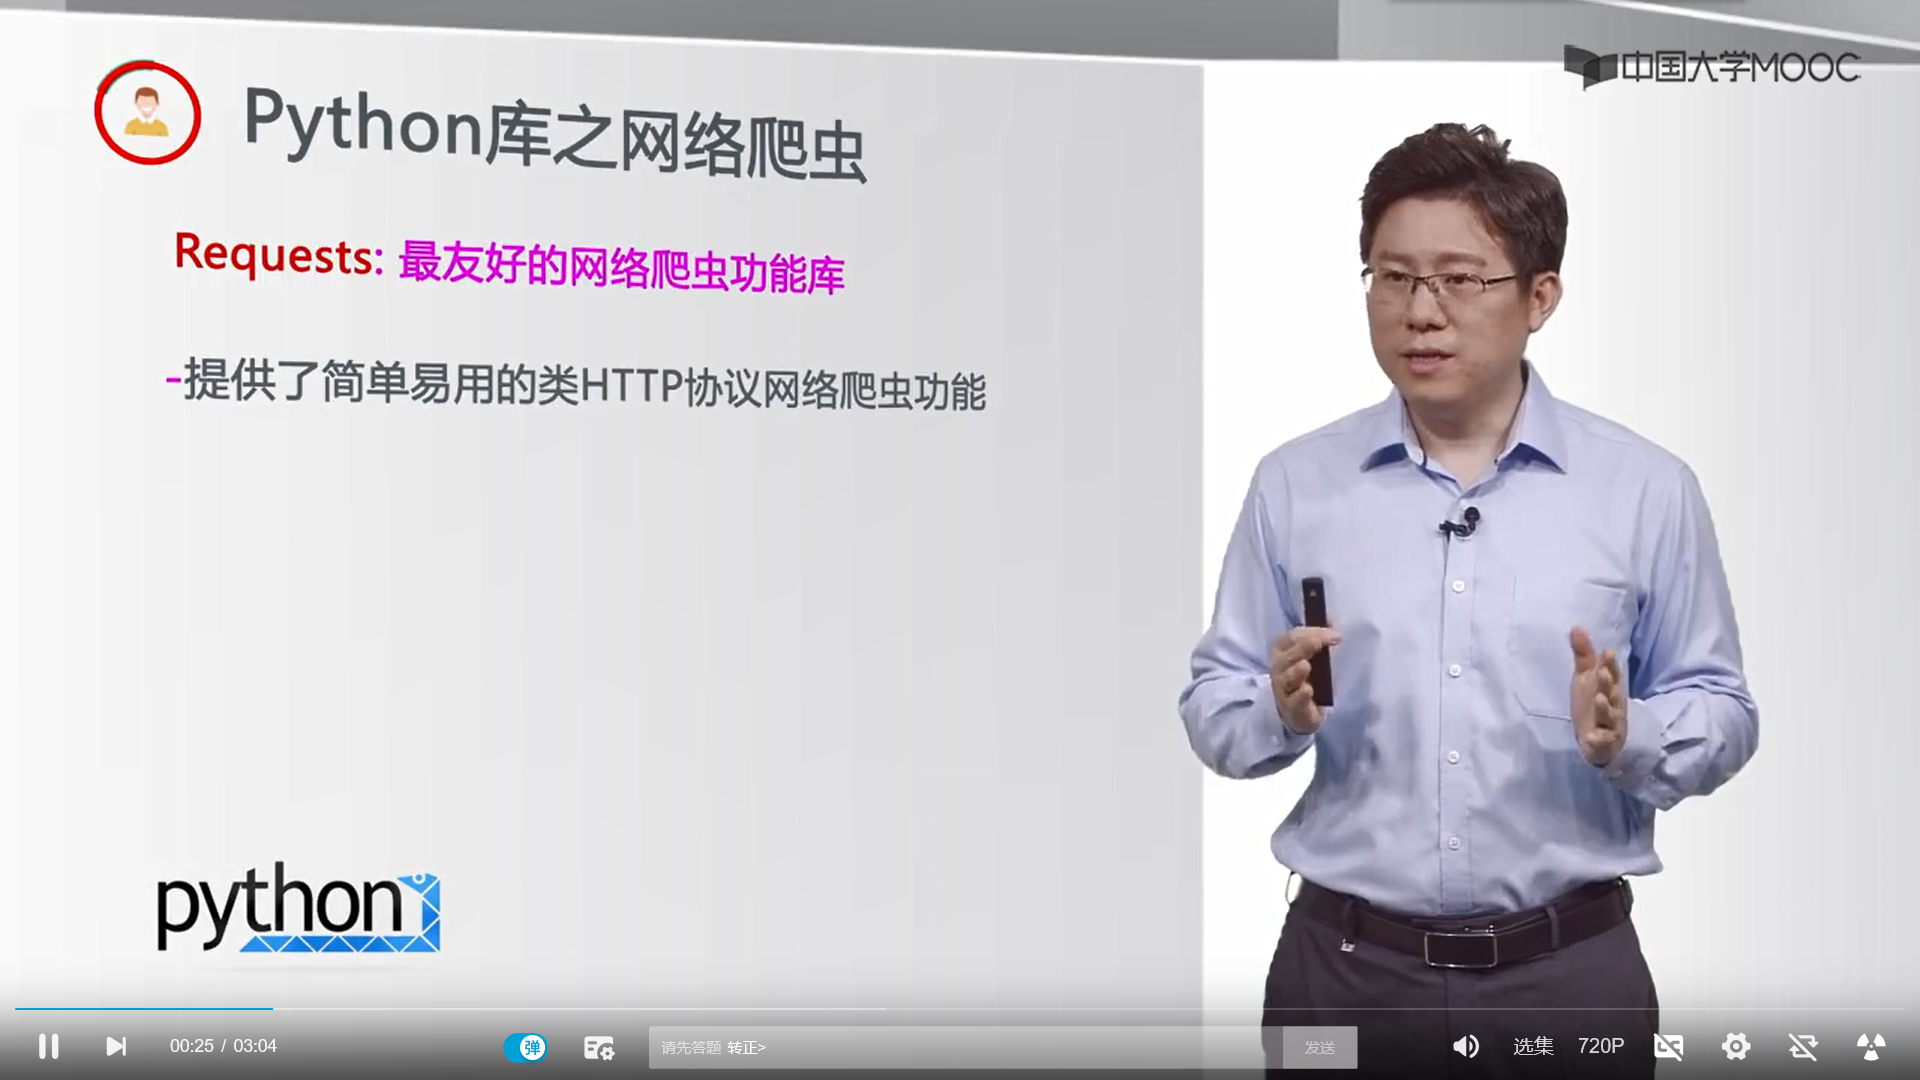 中国大学MOOC
Python库之网络爬虫
Requests: 最友好的网络爬虫功能库
-提供了简单易用的类HTTP协议网络爬虫功能
python
00:25 / 03:04
弹
请先答题 转正>
发送
选集
720P